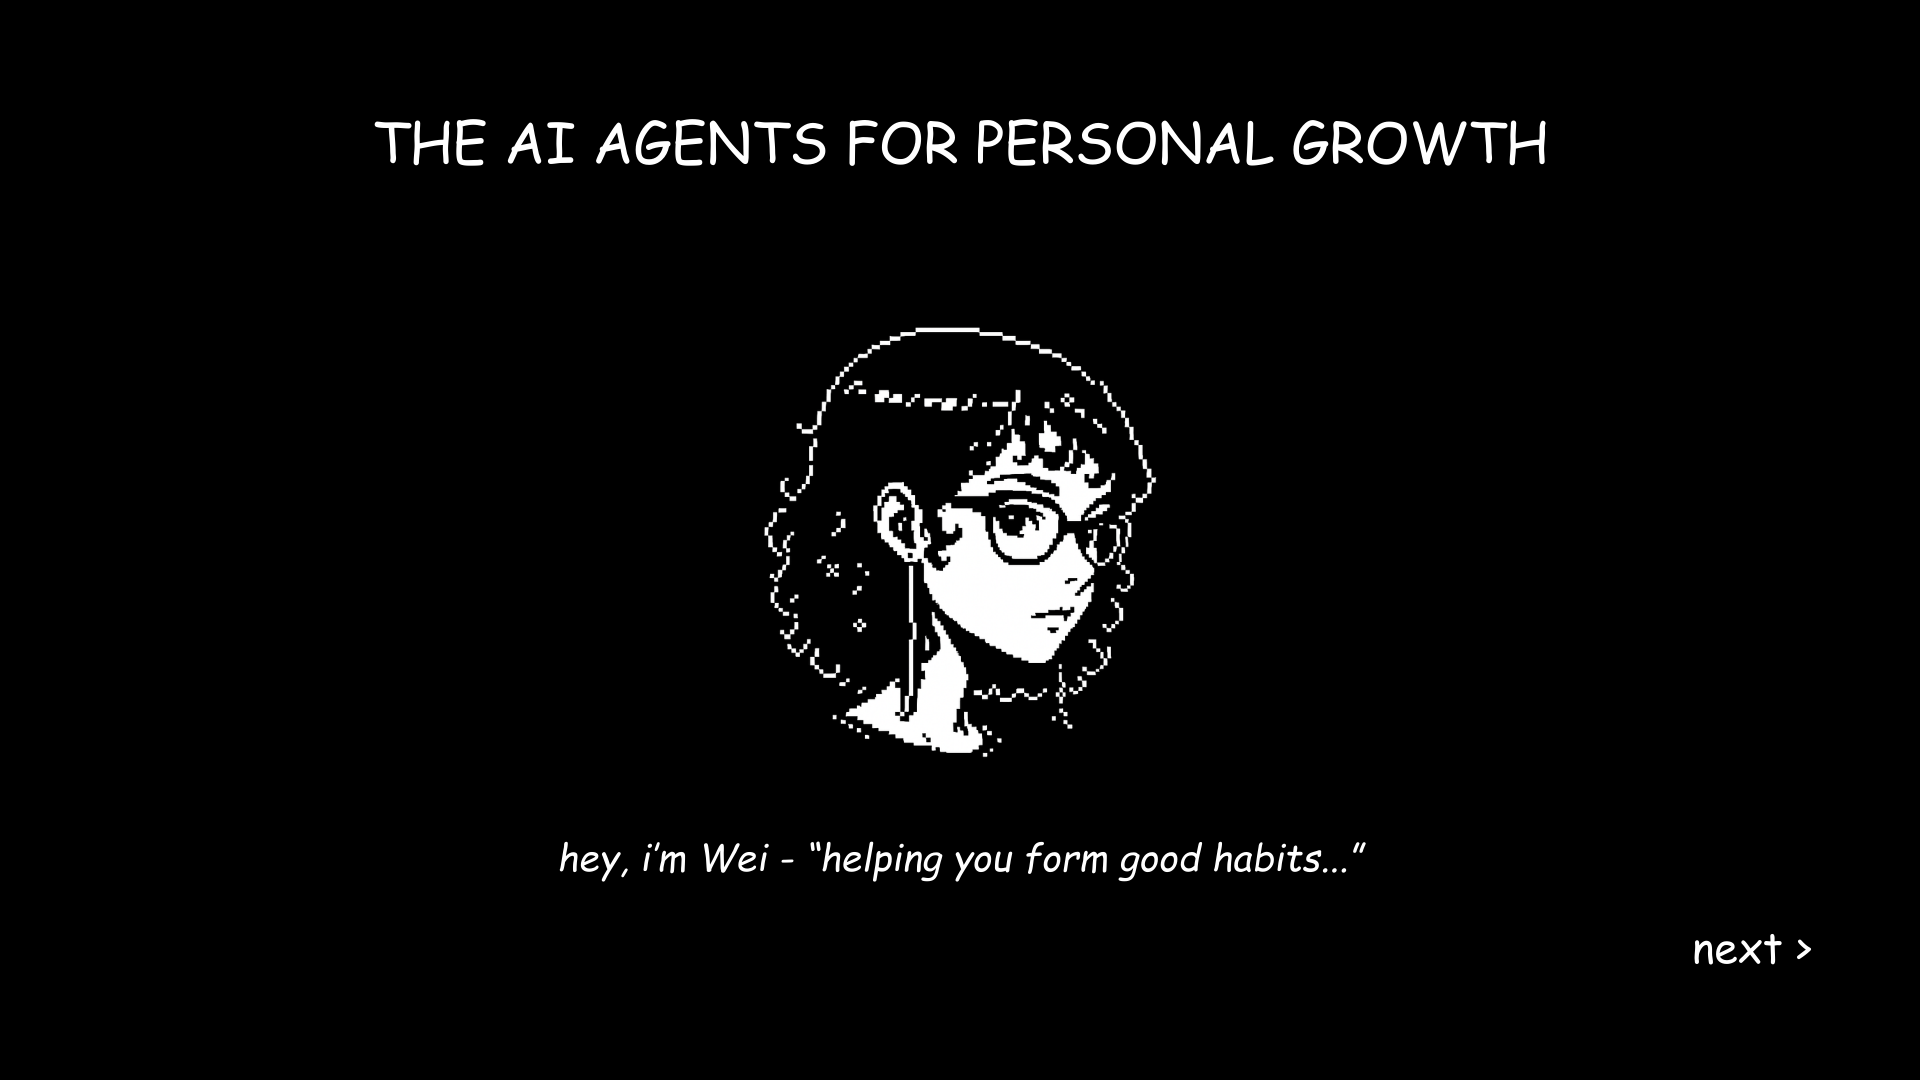 THE AI AGENTS FOR PERSONAL GROWTH
hey, i'm Wei - “helping you form good habits...”
next >